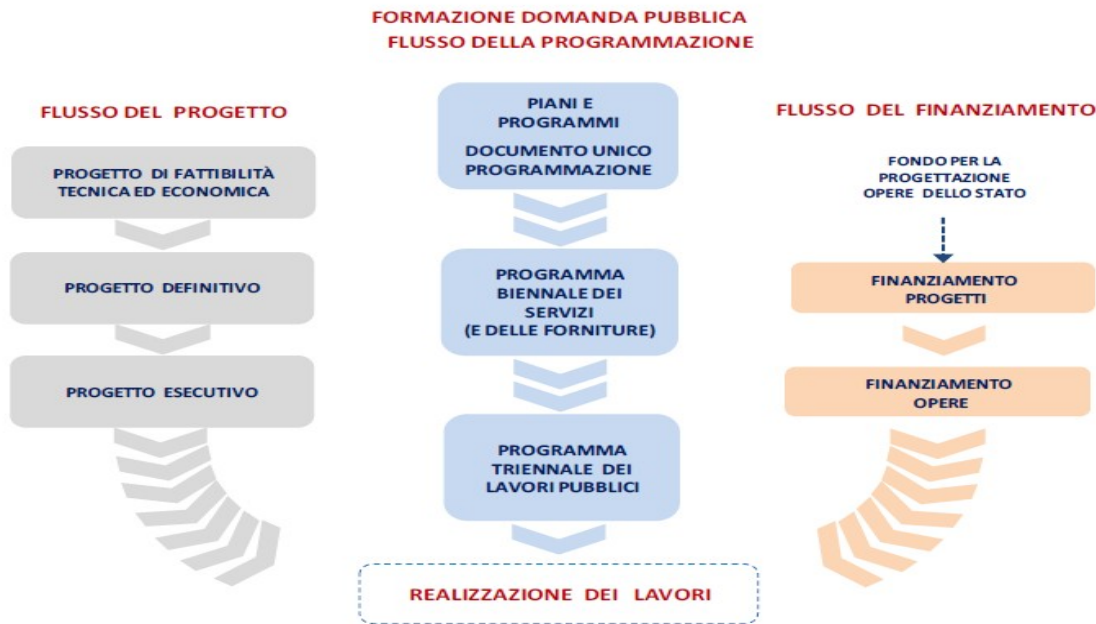 FORMAZIONE DOMANDA PUBBLICA
FLUSSO DELLA PROGRAMMAZIONE
FLUSSO DEL PROGETTO
PROGETTO DI FATTIBILITÀ
TECNICA ED ECONOMICA
PROGETTO DEFINITIVO
PROGETTO ESECUTIVO
PIANI E
PROGRAMMI
DOCUMENTO UNICO
PROGRAMMAZIONE
PROGRAMMA
BIENNALE DEI
SERVIZI
(E DELLE FORNITURE)
PROGRAMMA
TRIENNALE DEI
LAVORI PUBBLICI
FLUSSO DEL FINANZIAMENTO
FONDO PER LA
PROGETTAZIONE
OPERE DELLO STATO
FINANZIAMENTO
PROGETTI
FINANZIAMENTO
OPERE
REALIZZAZIONE DEI LAVORI